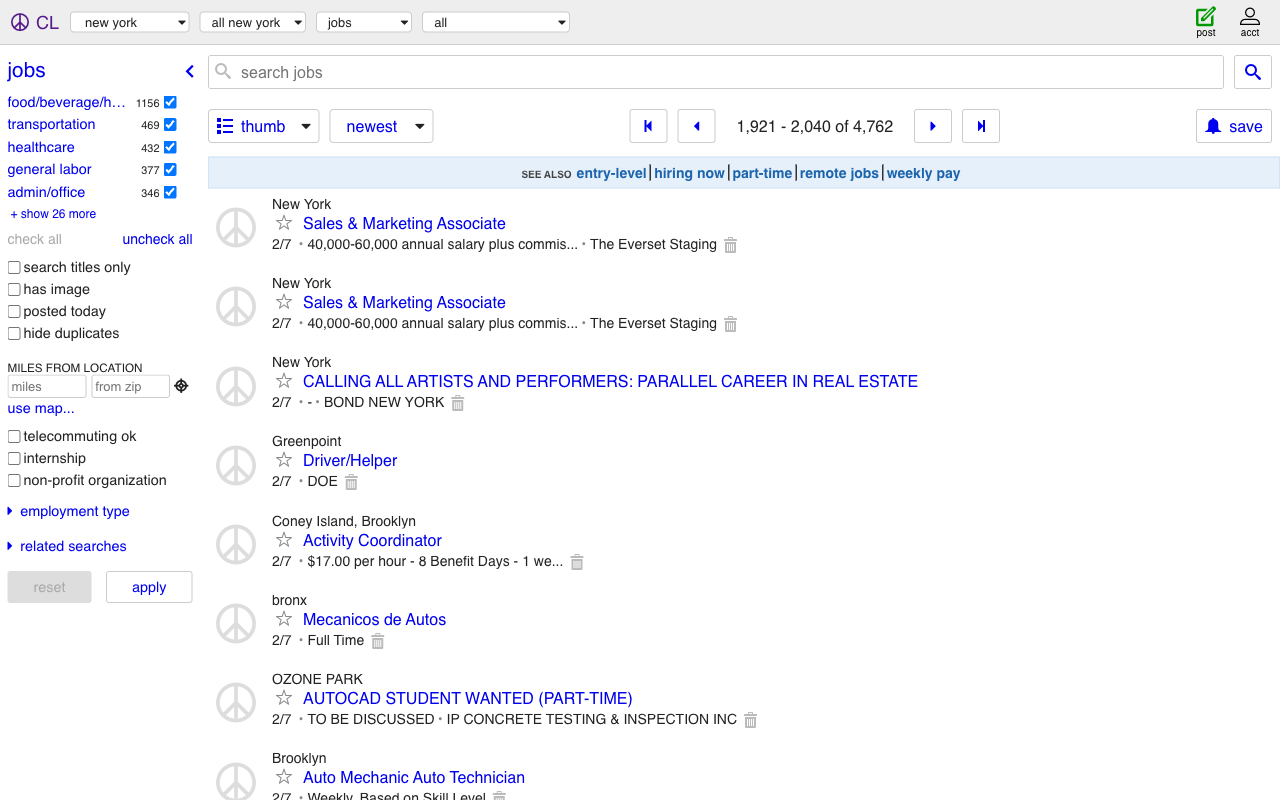 CL new york all new york jobs all post acct
jobs
food/beverage/h... 1156
transportation 469
healthcare 432
general labor 377
admin/office 346
+ show 26 more
check all uncheck all
search titles only
has image
posted today
hide duplicates
MILES FROM LOCATION
miles from zip
use map...
telecommuting ok
internship
non-profit organization
employment type
related searches
reset apply
search jobs
thumb newest 1,921 - 2,040 of 4,762 save
SEE ALSO entry-level hiring now part-time remote jobs weekly pay
New York
Sales & Marketing Associate
2/7 • 40,000-60,000 annual salary plus commis... • The Everset Staging
New York
Sales & Marketing Associate
2/7 • 40,000-60,000 annual salary plus commis... • The Everset Staging
New York
CALLING ALL ARTISTS AND PERFORMERS: PARALLEL CAREER IN REAL ESTATE
2/7 • - • BOND NEW YORK
Greenpoint
Driver/Helper
2/7 • DOE
Coney Island, Brooklyn
Activity Coordinator
2/7 • $17.00 per hour - 8 Benefit Days - 1 we...
bronx
Mecanicos de Autos
2/7 • Full Time
OZONE PARK
AUTOCAD STUDENT WANTED (PART-TIME)
2/7 • TO BE DISCUSSED • IP CONCRETE TESTING & INSPECTION INC
Brooklyn
Auto Mechanic Auto Technician
2/7 • Weekly, Based on Skill Level